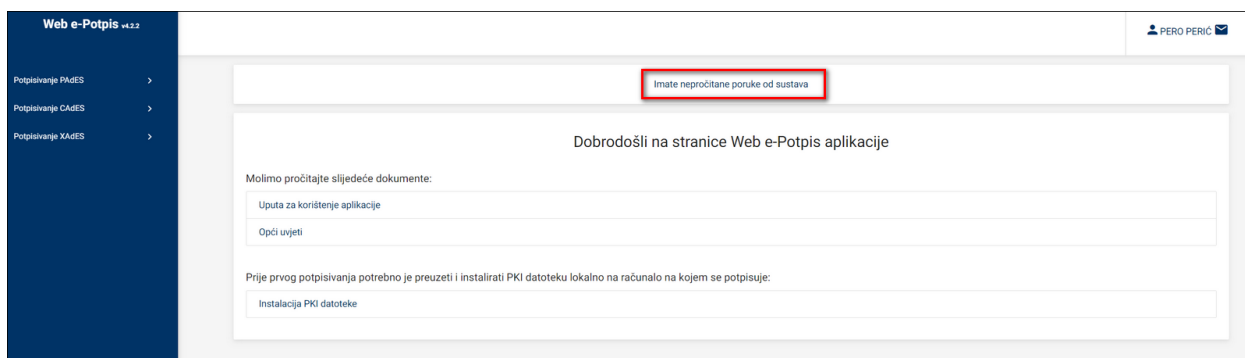 Web e-Potpis v4.2.2
PERO PERIĆ
Potpisivanje PAdES
Potpisivanje CAdES
Potpisivanje XAdES
Imate nepročitane poruke od sustava
Dobrodošli na stranice Web e-Potpis aplikacije
Molimo pročitajte slijedeće dokumente:
Uputa za korištenje aplikacije
Opći uvjeti
Prije prvog potpisivanja potrebno je preuzeti i instalirati PKI datoteku lokalno na računalo na kojem se potpisuje:
Instalacija PKI datoteke